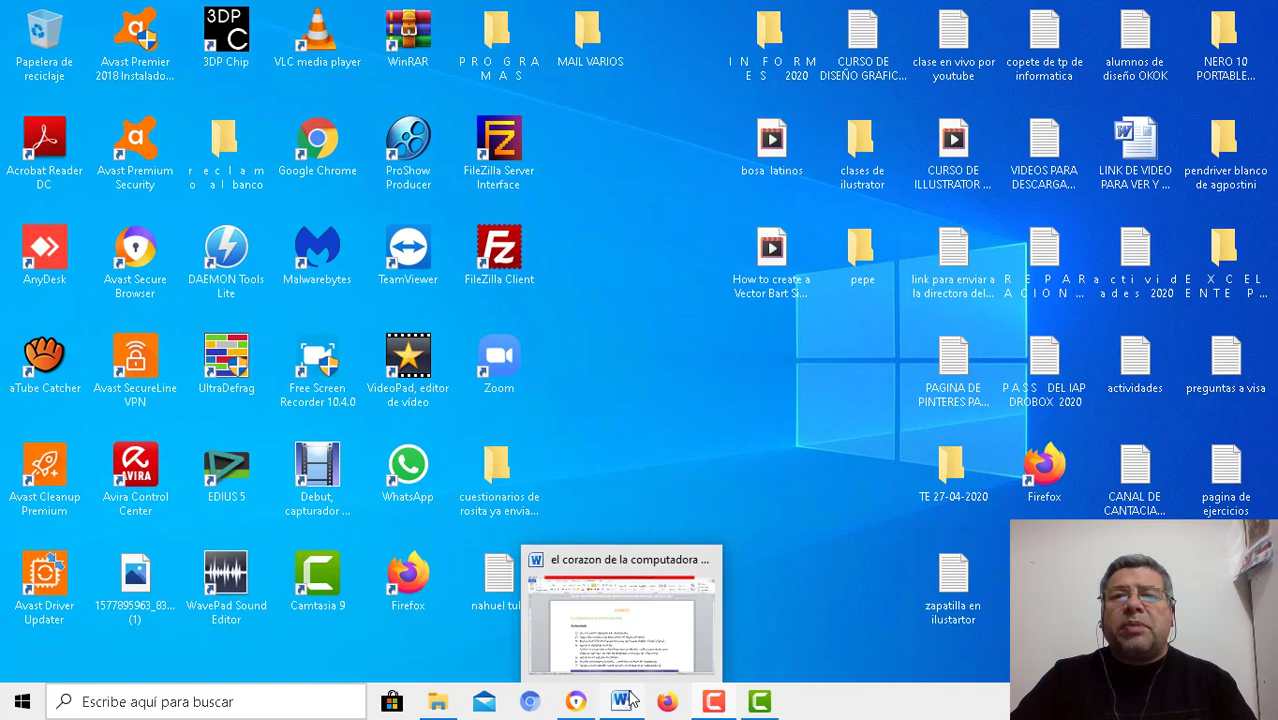 Papelera de
reciclaje
Avast Premier
2018 Instalado...
3DP
C
3DP Chip
VLC media player
WinRAR
P R O G R A
M A S
MAIL VARIOS
I N F O R M
E S 2020
CURSO DE
DISEÑO GRAFIC...
clase en vivo por
youtube
copete de tp de
informatica
alumnos de
diseño OKOK
NERO 10
PORTABLE...
Acrobat Reader
DC
Avast Premium
Security
r e c l a m
o a l banco
Google Chrome
ProShow
Producer
FileZilla Server
Interface
bosa latinos
clases de
ilustrator
CURSO DE
ILLUSTRATOR ...
VIDEOS PARA
DESCARGA...
LINK DE VIDEO
PARA VER Y ...
pendriver blanco
de agpostini
AnyDesk
Avast Secure
Browser
DAEMON Tools
Lite
Malwarebytes
TeamViewer
FileZilla Client
How to create a
Vector Bart Si...
pepe
link para enviar a
la directora del...
R E P A R
A C I O N ...
a c t i v i d
a d e s 2020
E X C E L
E N T E P ...
aTube Catcher
Avast SecureLine
VPN
UltraDefrag
Free Screen
Recorder 10.4.0
VideoPad, editor
de vídeo
Zoom
PAGINA DE
PINTERES PA...
P A S S DEL IAP
DROBOX 2020
actividades
preguntas a visa
Avast Cleanup
Premium
Avira Control
Center
EDIUS 5
Debut,
capturador ...
WhatsApp
cuestionarios de
rosita ya envia...
TE 27-04-2020
Firefox
CANAL DE
CANTACIA...
pagina de
ejercicios
Avast Driver
Updater
1577895963_83...
(1)
WavePad Sound
Editor
Camtasia 9
Firefox
nahuel tul
el corazon de la computadora ...
zapatilla en
ilustartor
Escribe aquí para buscar